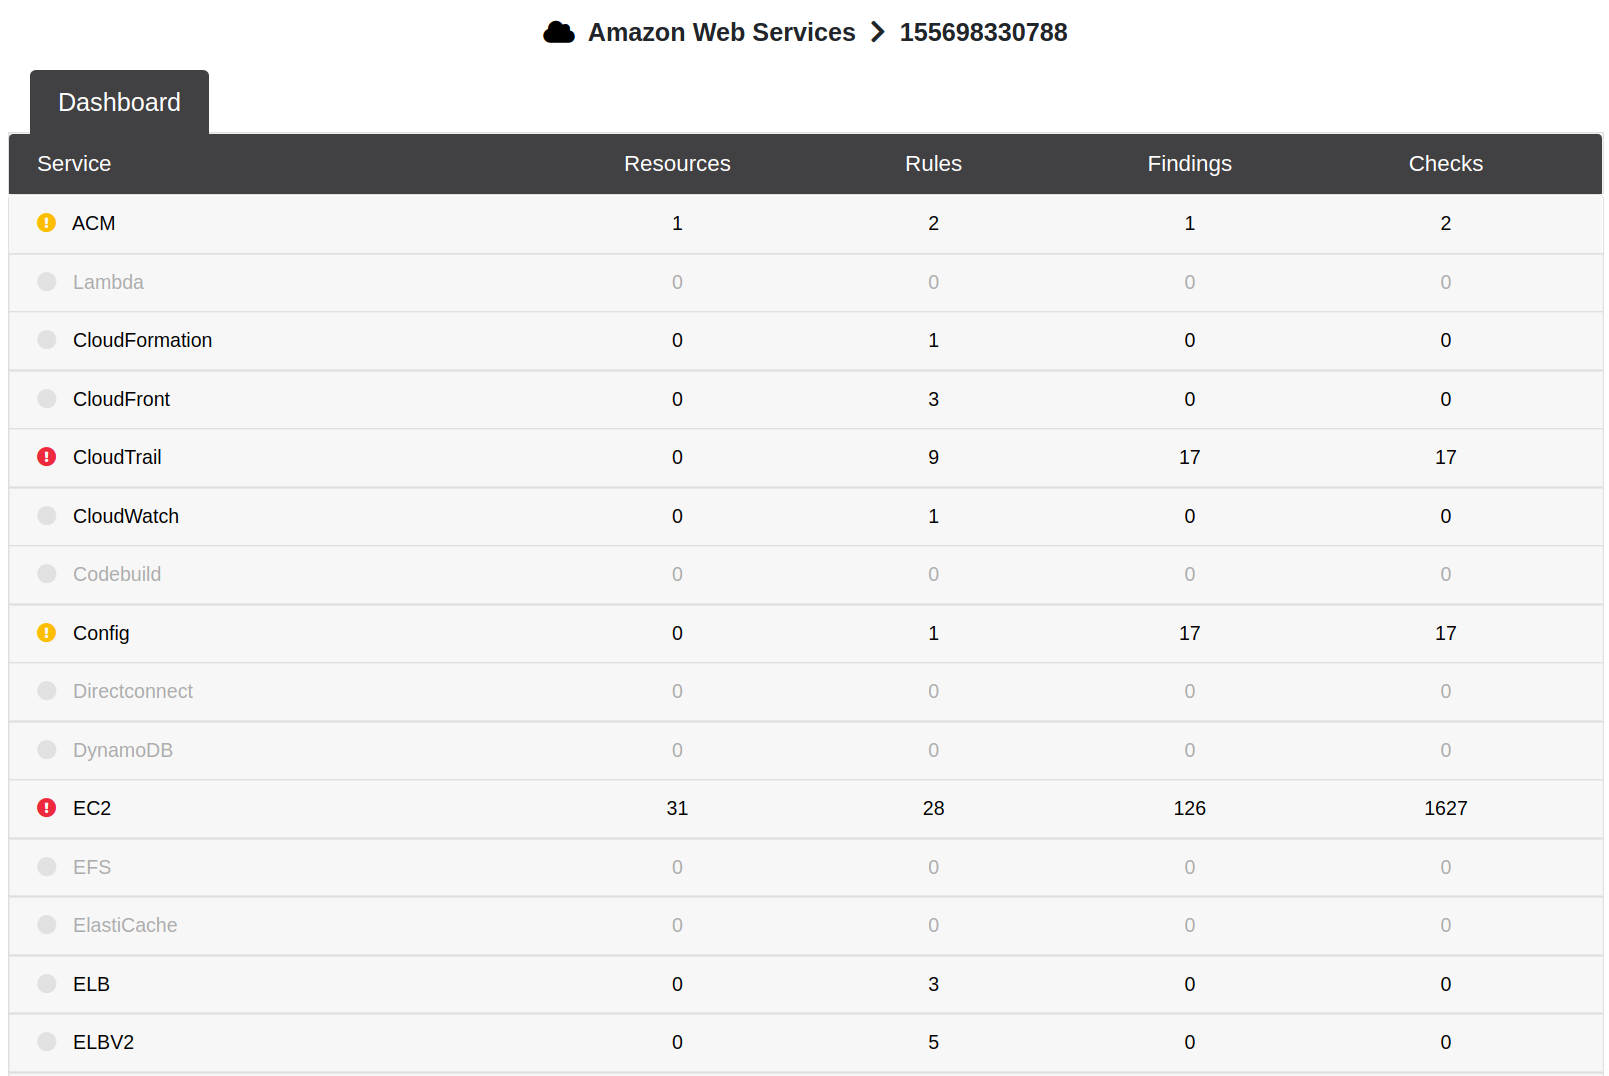 Amazon Web Services > 155698330788
Dashboard
Service Resources Rules Findings Checks
ACM 1 2 1 2
Lambda 0 0 0 0
CloudFormation 0 1 0 0
CloudFront 0 3 0 0
CloudTrail 0 9 17 17
CloudWatch 0 1 0 0
Codebuild 0 0 0 0
Config 0 1 17 17
Directconnect 0 0 0 0
DynamoDB 0 0 0 0
EC2 31 28 126 1627
EFS 0 0 0 0
ElastiCache 0 0 0 0
ELB 0 3 0 0
ELBV2 0 5 0 0